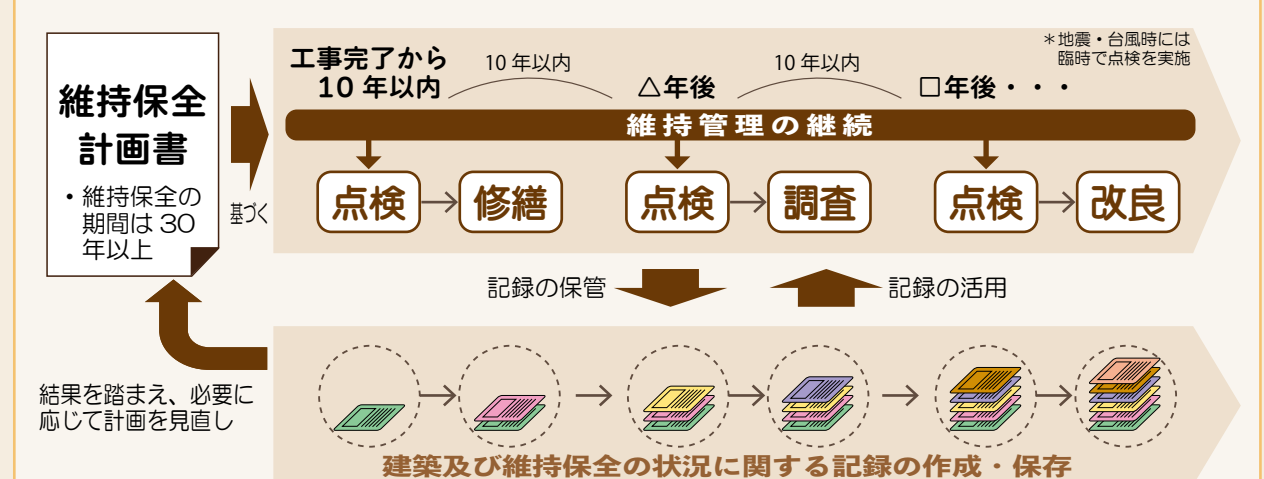 維持保全
計画書
・維持保全の
期間は 30
年以上
基づく
工事完了から
10 年以内
10 年以内
△年後
10 年以内
□年後・・・
＊地震・台風時には
臨時で点検を実施
維持管理の継続
点検
修繕
点検
調査
点検
改良
記録の保管
記録の活用
結果を踏まえ、必要に
応じて計画を見直し
建築及び維持保全の状況に関する記録の作成・保存